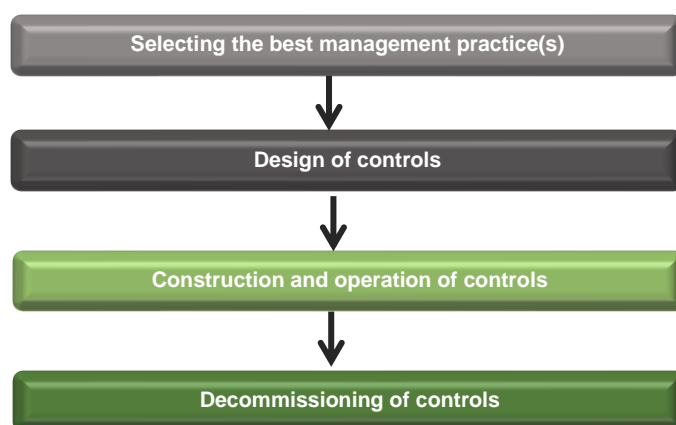 Selecting the best management practice(s)
Design of controls
Construction and operation of controls
Decommissioning of controls